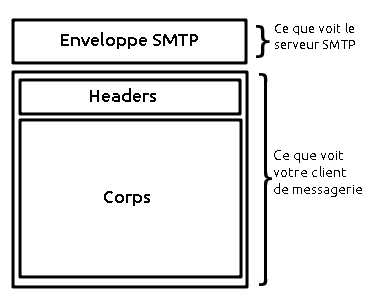 Enveloppe SMTP
Ce que voit le
serveur SMTP
Headers
Corps
Ce que voit
votre client
de messagerie